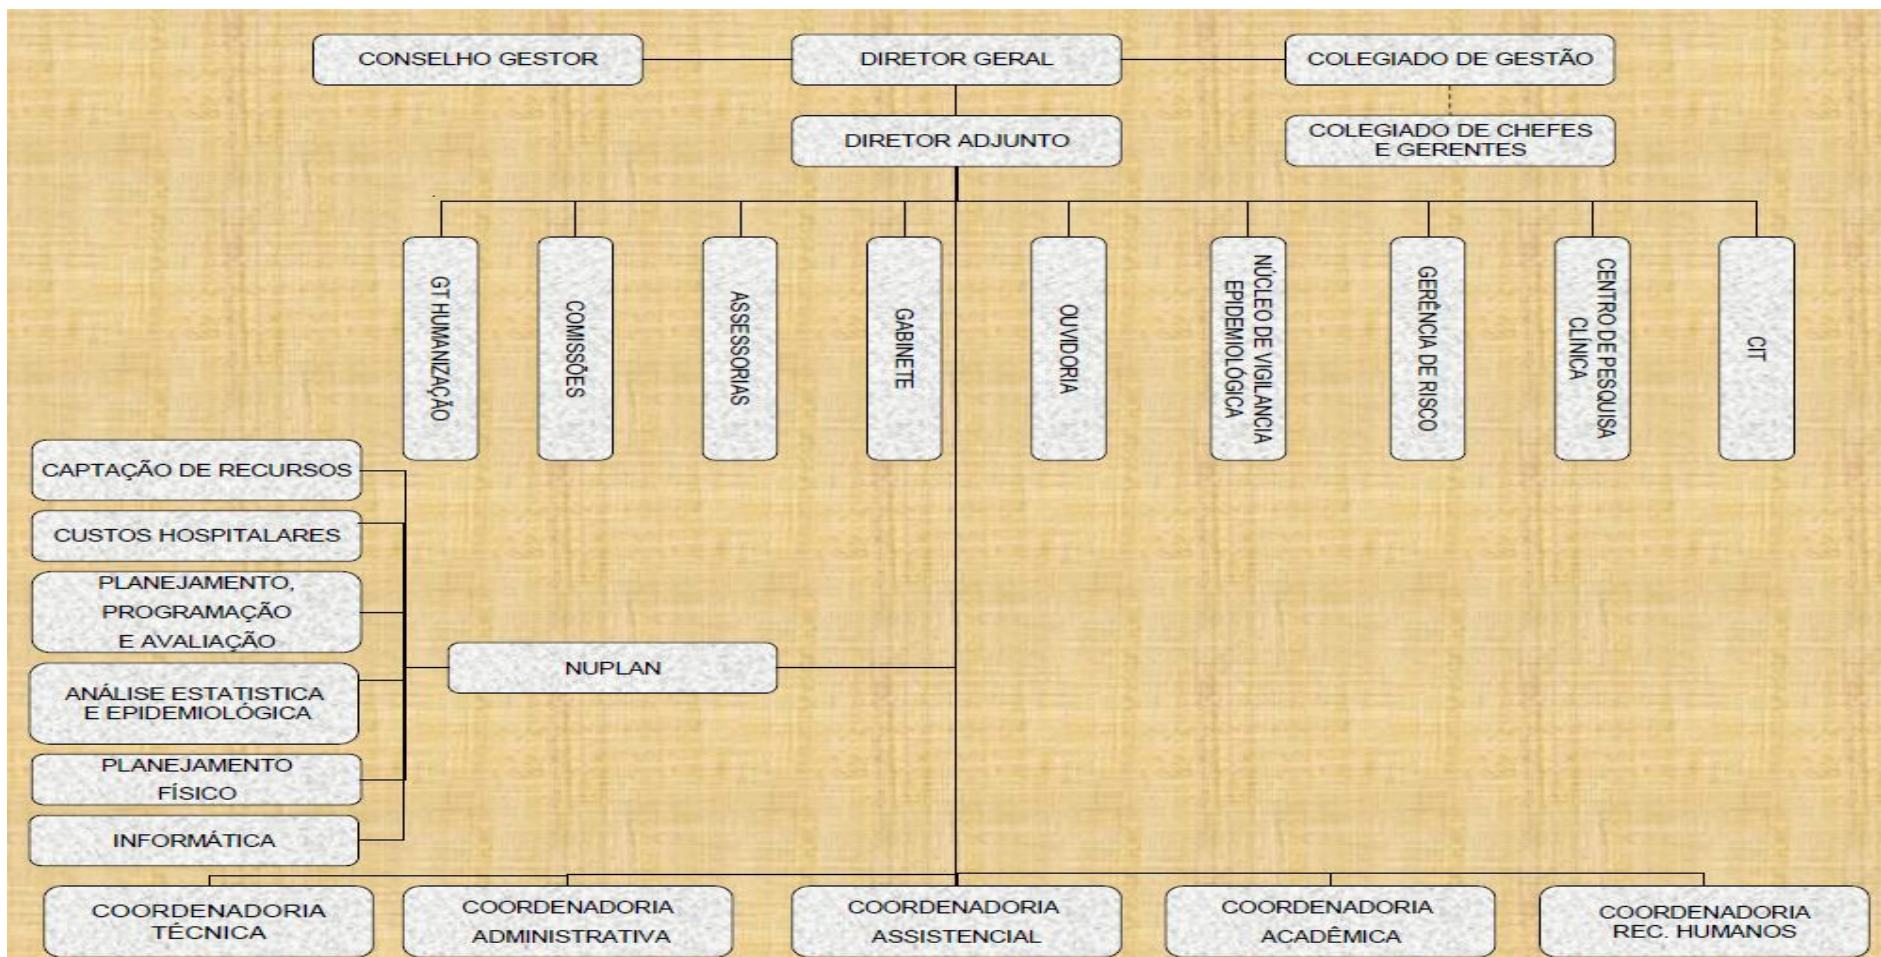 CONSELHO GESTOR
DIRETOR GERAL
COLEGIADO DE GESTÃO
DIRETOR ADJUNTO
COLEGIADO DE CHEFES
E GERENTES
GT HUMANIZAÇÃO
COMISSÕES
ASSESSORIAS
GABINETE
OUVIDORIA
NÚCLEO DE VIGILANCIA
EPIDEMIOLÓGICA
GERÊNCIA DE RISCO
CENTRO DE PESQUISA
CLÍNICA
CIT
CAPTAÇÃO DE RECURSOS
CUSTOS HOSPITALARES
PLANEJAMENTO,
PROGRAMAÇÃO
E AVALIAÇÃO
NUPLAN
ANÁLISE ESTATISTICA
E EPIDEMIOLÓGICA
PLANEJAMENTO
FÍSICO
INFORMÁTICA
COORDENADORIA
TÉCNICA
COORDENADORIA
ADMINISTRATIVA
COORDENADORIA
ASSISTENCIAL
COORDENADORIA
ACADÊMICA
COORDENADORIA
REC. HUMANOS